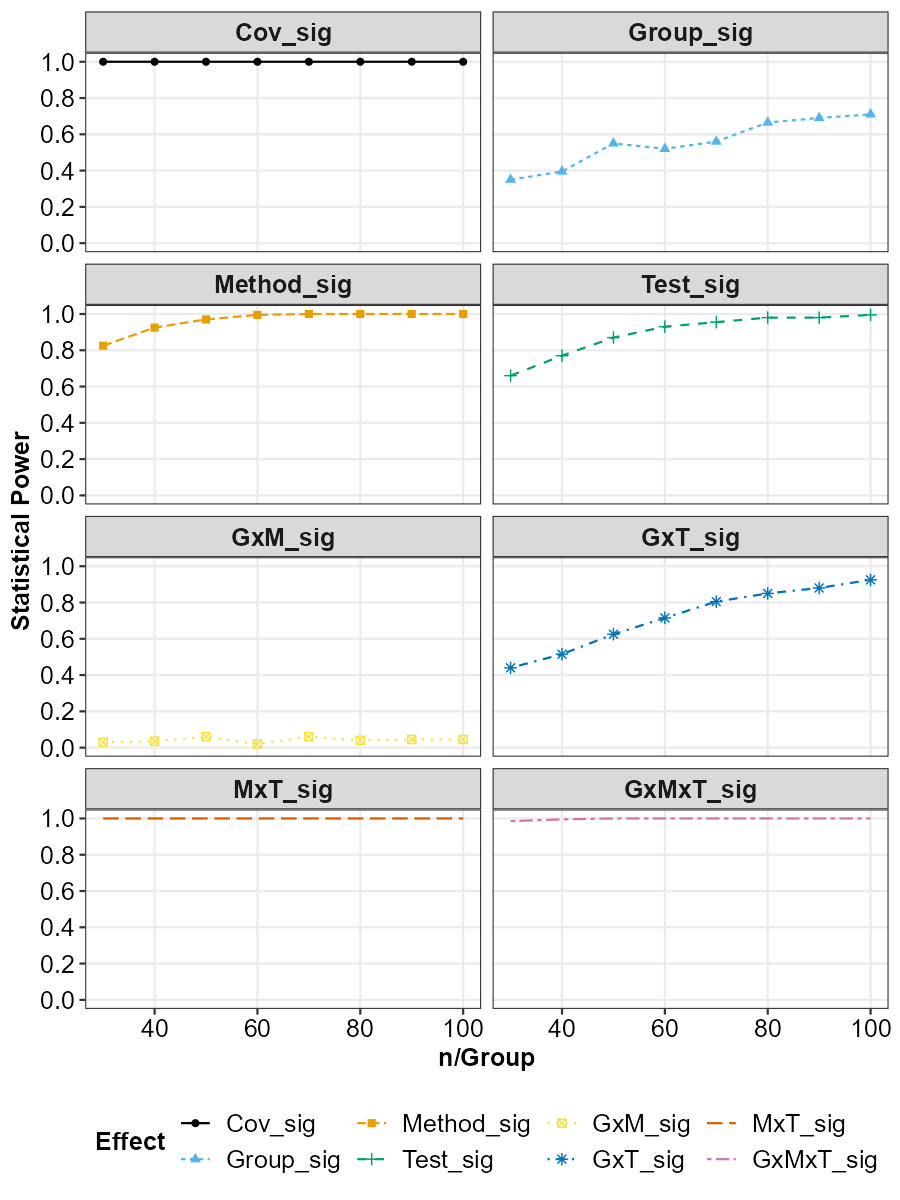 Cov_sig Group_sig
1.0
0.8
0.6
0.4
0.2
0.0
Method_sig Test_sig
1.0
0.8
0.6
0.4
0.2
0.0
Statistical Power
GxM_sig GxT_sig
1.0
0.8
0.6
0.4
0.2
0.0
MxT_sig GxMxT_sig
1.0
0.8
0.6
0.4
0.2
0.0
40 60 80 100 40 60 80 100
n/Group
Effect
Cov_sig Method_sig GxM_sig MxT_sig
Group_sig Test_sig GxT_sig GxMxT_sig